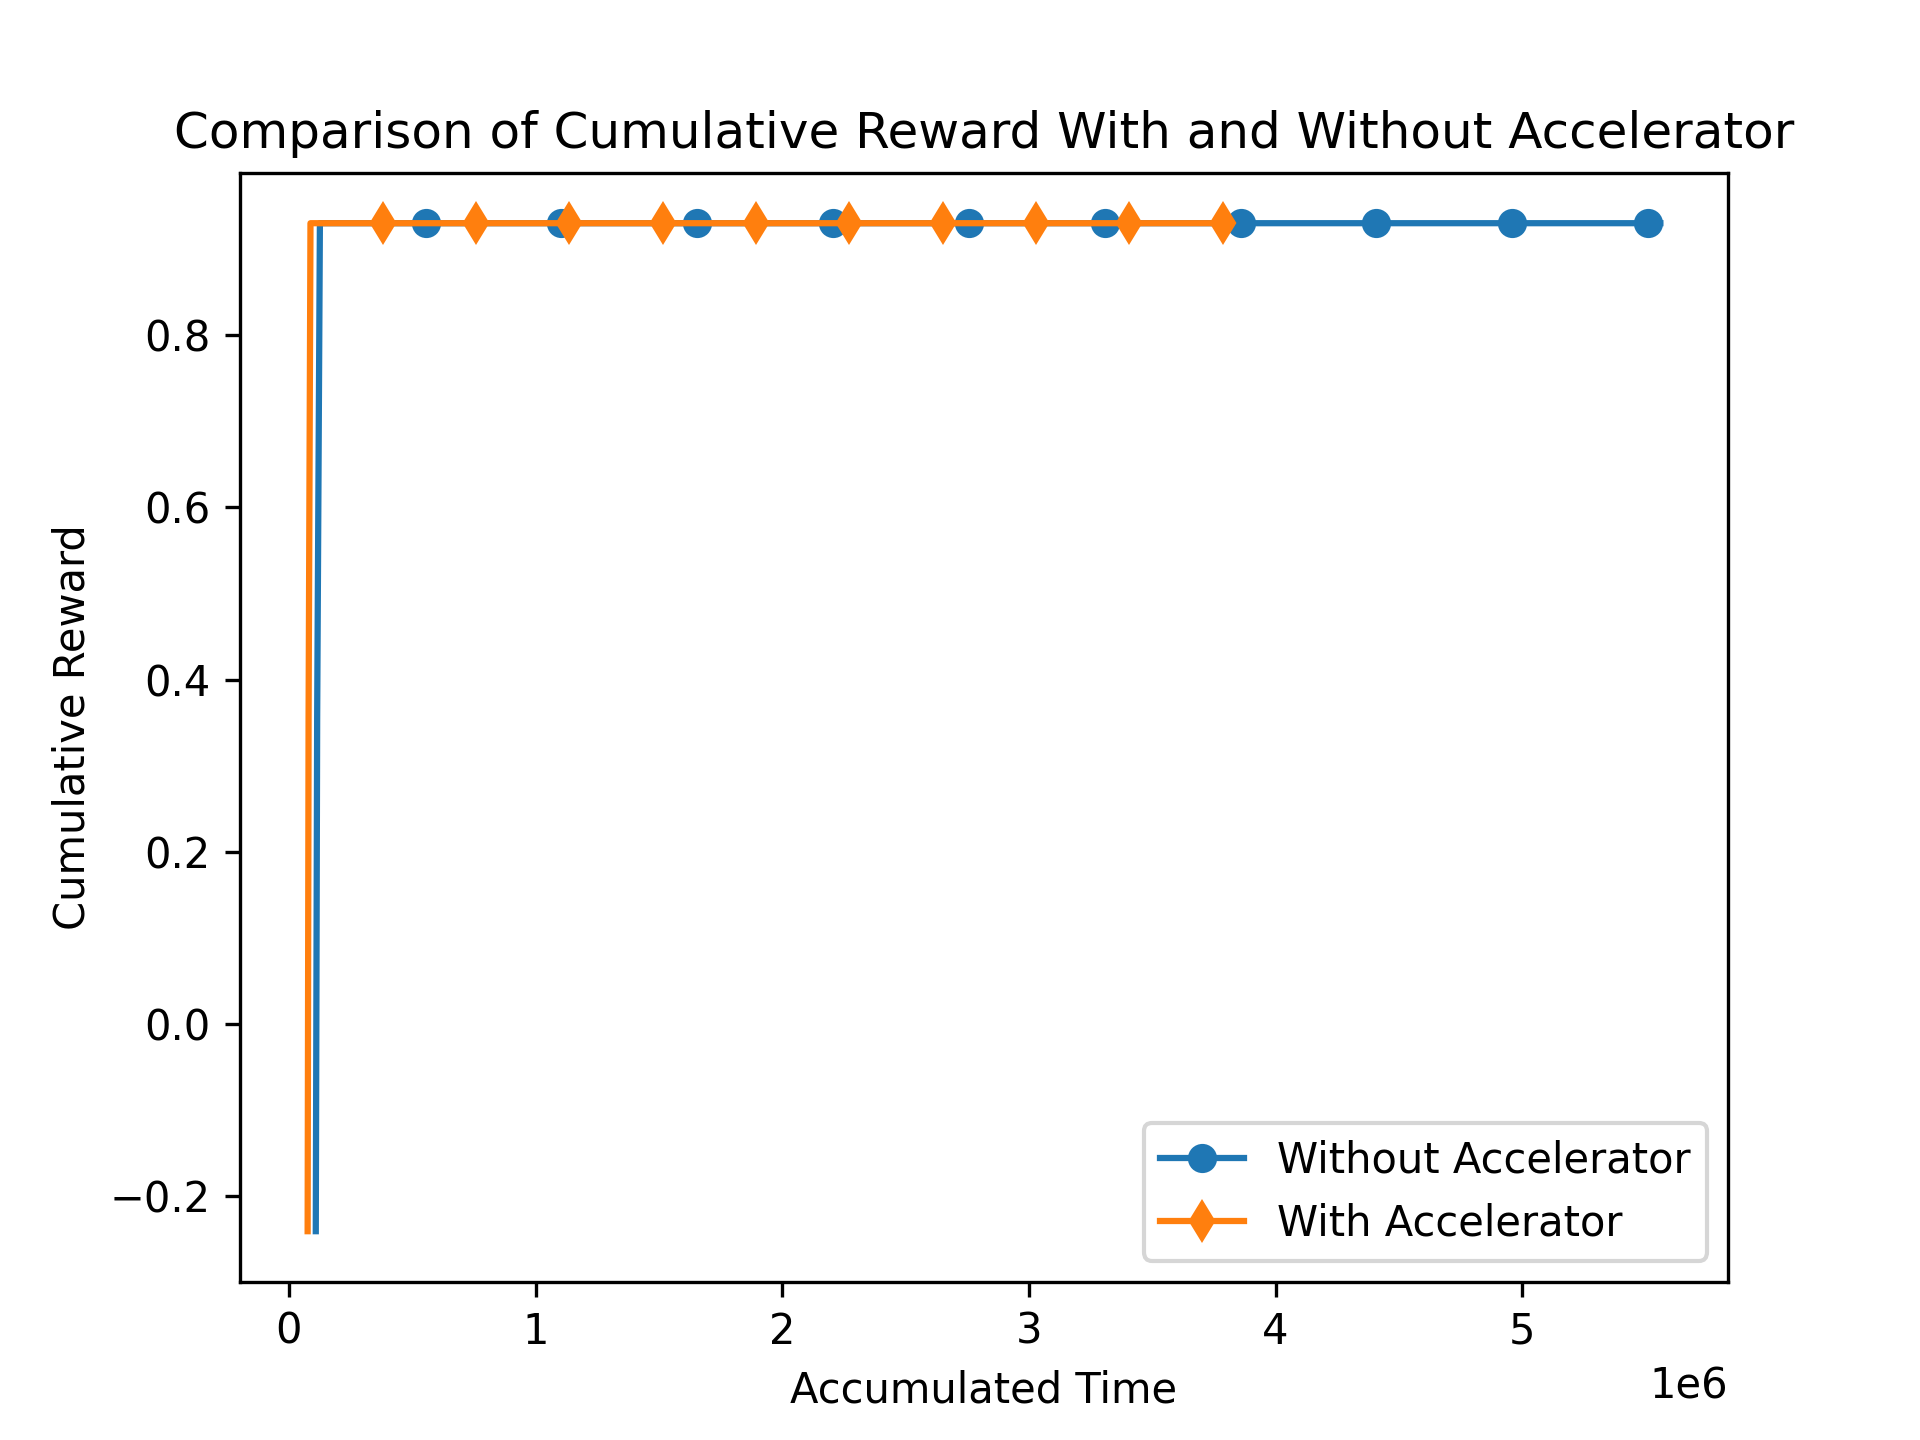 Comparison of Cumulative Reward With and Without Accelerator
Cumulative Reward
0.8
0.6
0.4
0.2
0.0
−0.2
Without Accelerator
With Accelerator
0 1 2 3 4 5
1e6
Accumulated Time